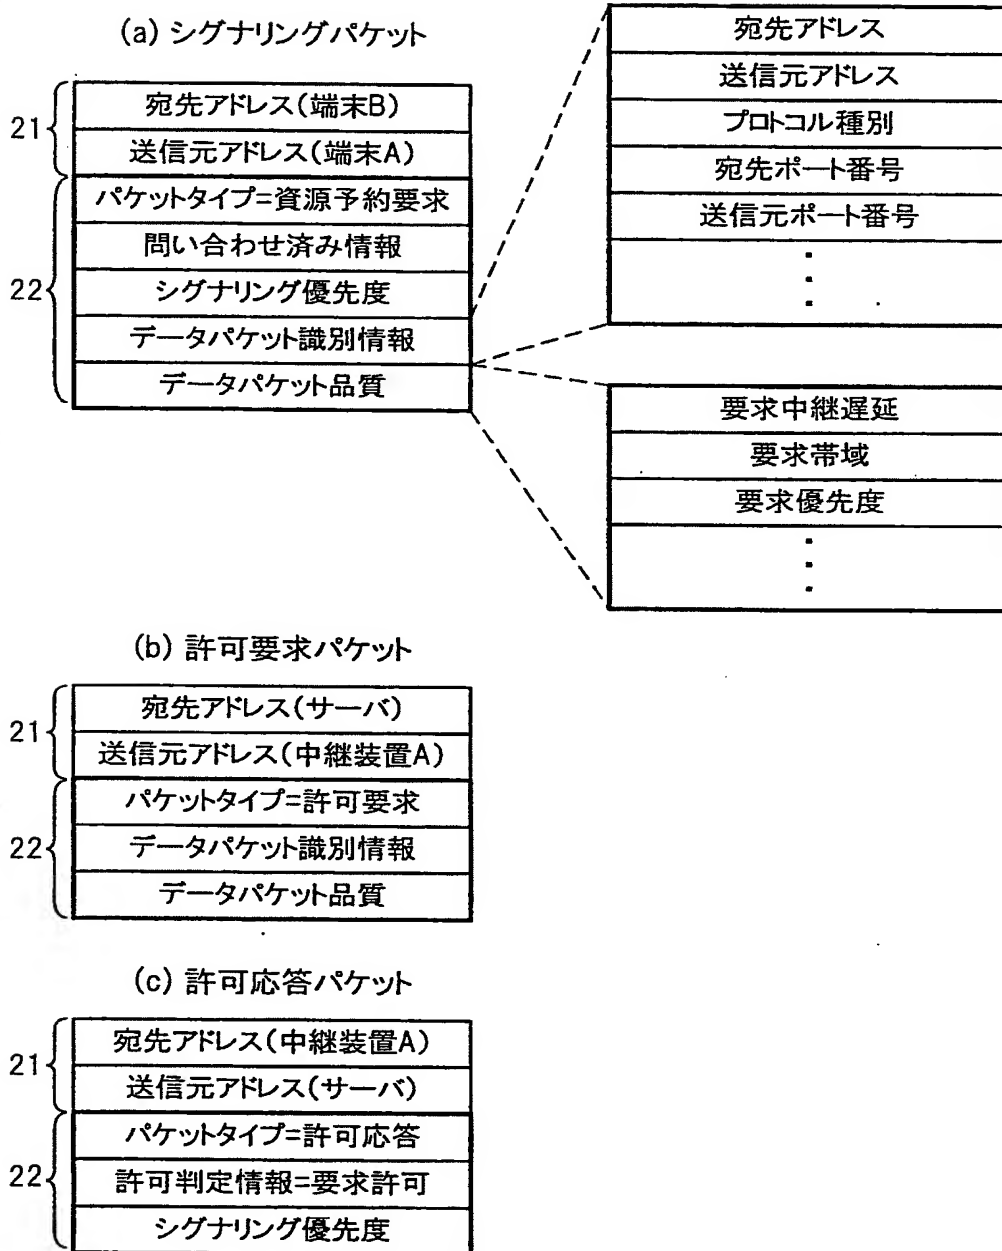 (a) シグナリングパケット
21
宛先アドレス(端末B)
送信元アドレス(端末A)
22
パケットタイプ=資源予約要求
問い合わせ済み情報
シグナリング優先度
データパケット識別情報
データパケット品質
宛先アドレス
送信元アドレス
プロトコル種別
宛先ポート番号
送信元ポート番号
要求中継遅延
要求帯域
要求優先度
(b) 許可要求パケット
21
宛先アドレス(サーバ)
送信元アドレス(中継装置A)
22
パケットタイプ=許可要求
データパケット識別情報
データパケット品質
(c) 許可応答パケット
21
宛先アドレス(中継装置A)
送信元アドレス(サーバ)
22
パケットタイプ=許可応答
許可判定情報=要求許可
シグナリング優先度